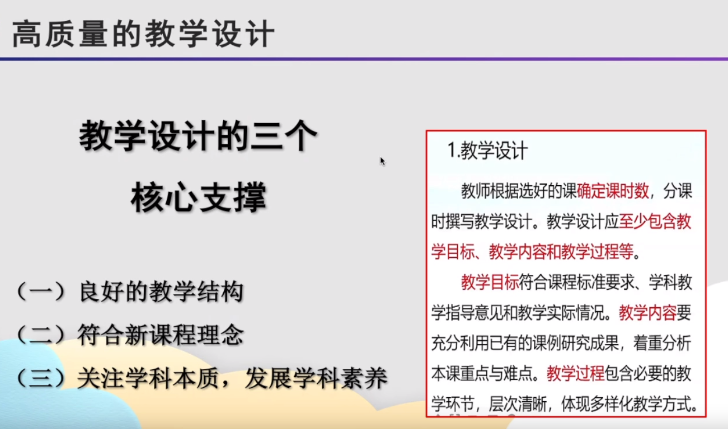 高质量的教学设计
教学设计的三个
核心支撑
（一）良好的教学结构
（二）符合新课程理念
（三）关注学科本质，发展学科素养
1.教学设计
教师根据选好的课确定课时数，分课
时撰写教学设计。教学设计应至少包含教
学目标、教学内容和教学过程等。
教学目标符合课程标准要求、学科教
学指导意见和教学实际情况。教学内容要
充分利用已有的课例研究成果，着重分析
本课重点与难点。教学过程包含必要的教
学环节，层次清晰，体现多样化教学方式。